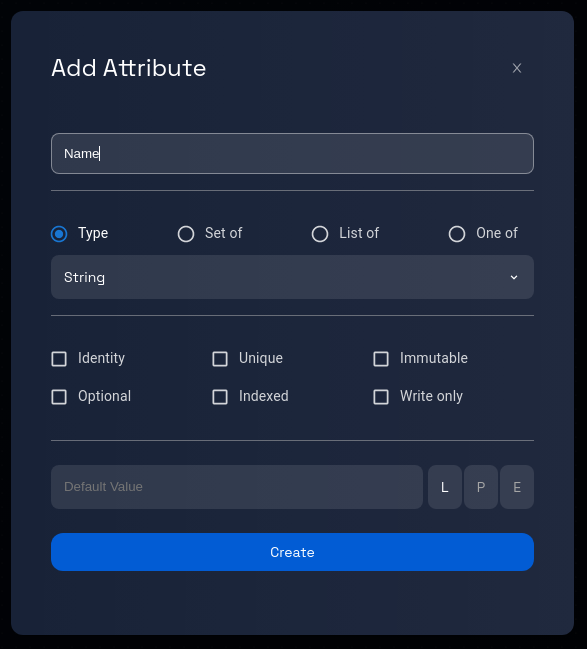 Add Attribute X
Name
Type Set of List of One of
String
Identity Unique Immutable
Optional Indexed Write only
Default Value L P E
Create